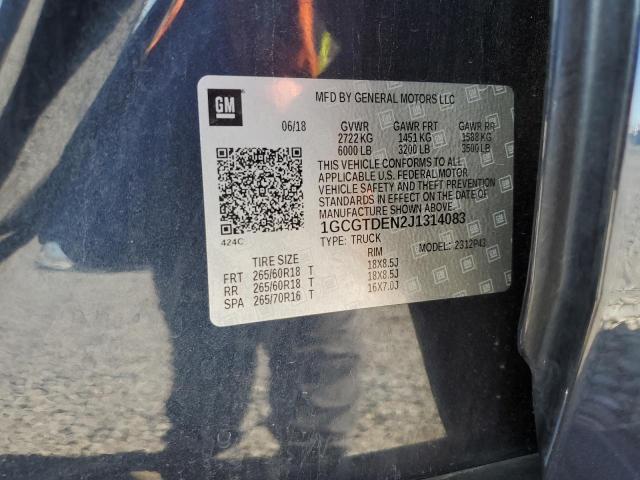 GM
MFD BY GENERAL MOTORS LLC
06/18 GVWR GAWR FRT GAWR RR
2722 KG 1451 KG 1588 KG
6000 LB 3200 LB 3500 LB
THIS VEHICLE CONFORMS TO ALL
APPLICABLE U.S. FEDERAL MOTOR
VEHICLE SAFETY AND THEFT PREVENTION
STANDARDS IN EFFECT ON THE DATE OF
MANUFACTURE SHOWN ABOVE.
1GCGTDEN2J1314083
424C TYPE: TRUCK MODEL: 2312P43
TIRE SIZE RIM
FRT 265/60R18 T 18X8.5J
RR 265/60R18 T 18X8.5J
SPA 265/70R16 T 16X7.0J